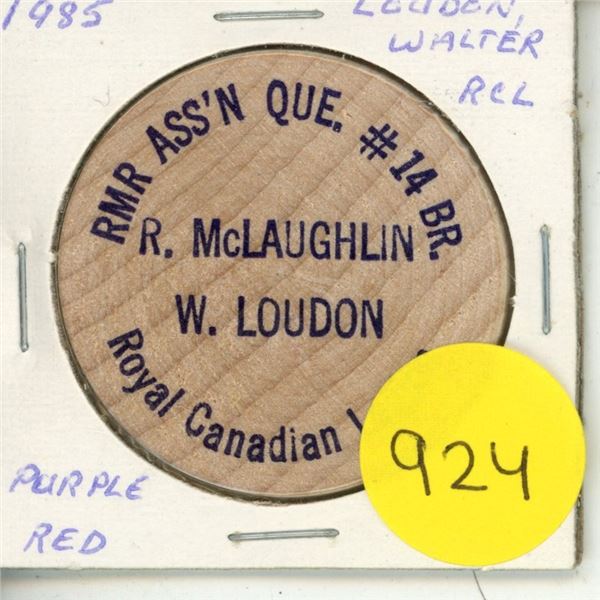 1985
LOUDON,
WALTER
RCL
RMR ASS'N QUE. #14 BR.
R. McLAUGHLIN
W. LOUDON
Royal Canadian
PURPLE
RED
924